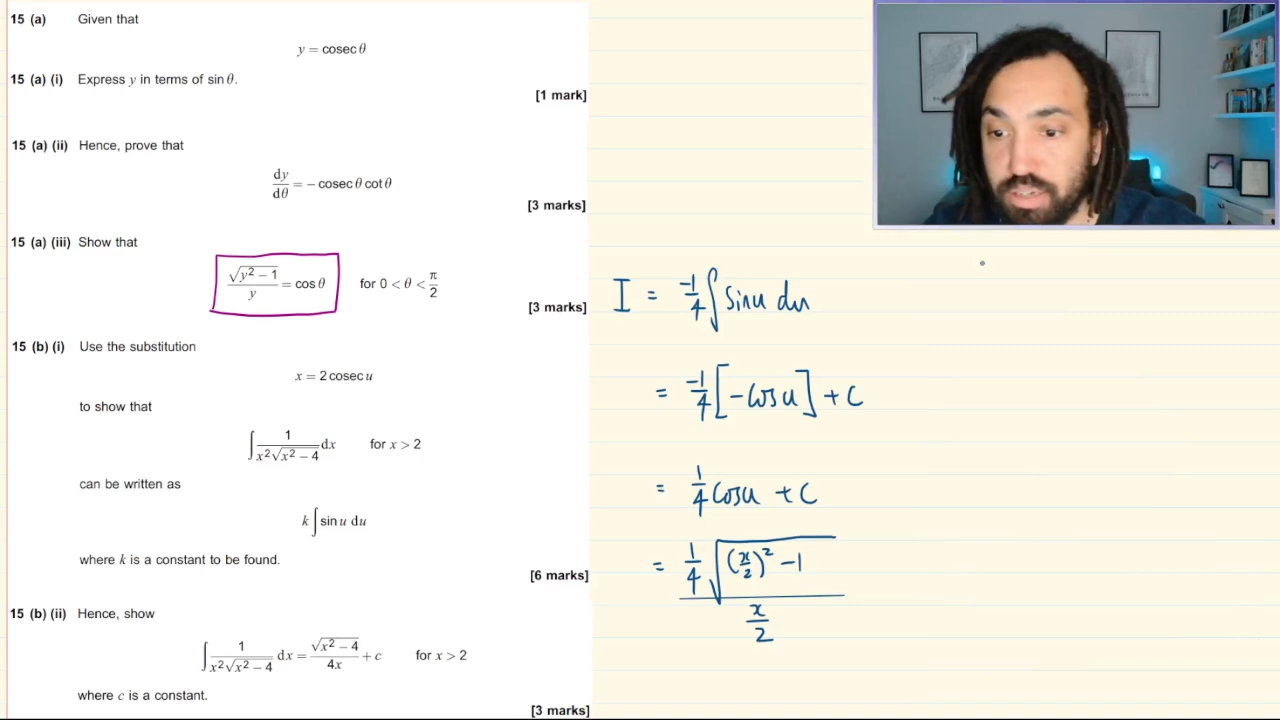 15 (a) Given that
y = cosec θ
15 (a) (i) Express y in terms of sin θ.
[1 mark]
15 (a) (ii) Hence, prove that
dy/dθ = − cosec θ cot θ
[3 marks]
15 (a) (iii) Show that
√(y² − 1)/y = cos θ for 0 < θ < π/2
[3 marks]
15 (b) (i) Use the substitution
x = 2 cosec u
to show that
∫ 1/(x²√(x² − 4)) dx for x > 2
can be written as
k ∫ sin u du
where k is a constant to be found.
[6 marks]
15 (b) (ii) Hence, show
∫ 1/(x²√(x² − 4)) dx = √(x² − 4)/4x + c for x > 2
where c is a constant.
[3 marks]
I = -1/4 ∫ sinu du
= -1/4 [-cosu] + c
= 1/4 cosu + c
= 1/4 √((x/2)² - 1) / (x/2)